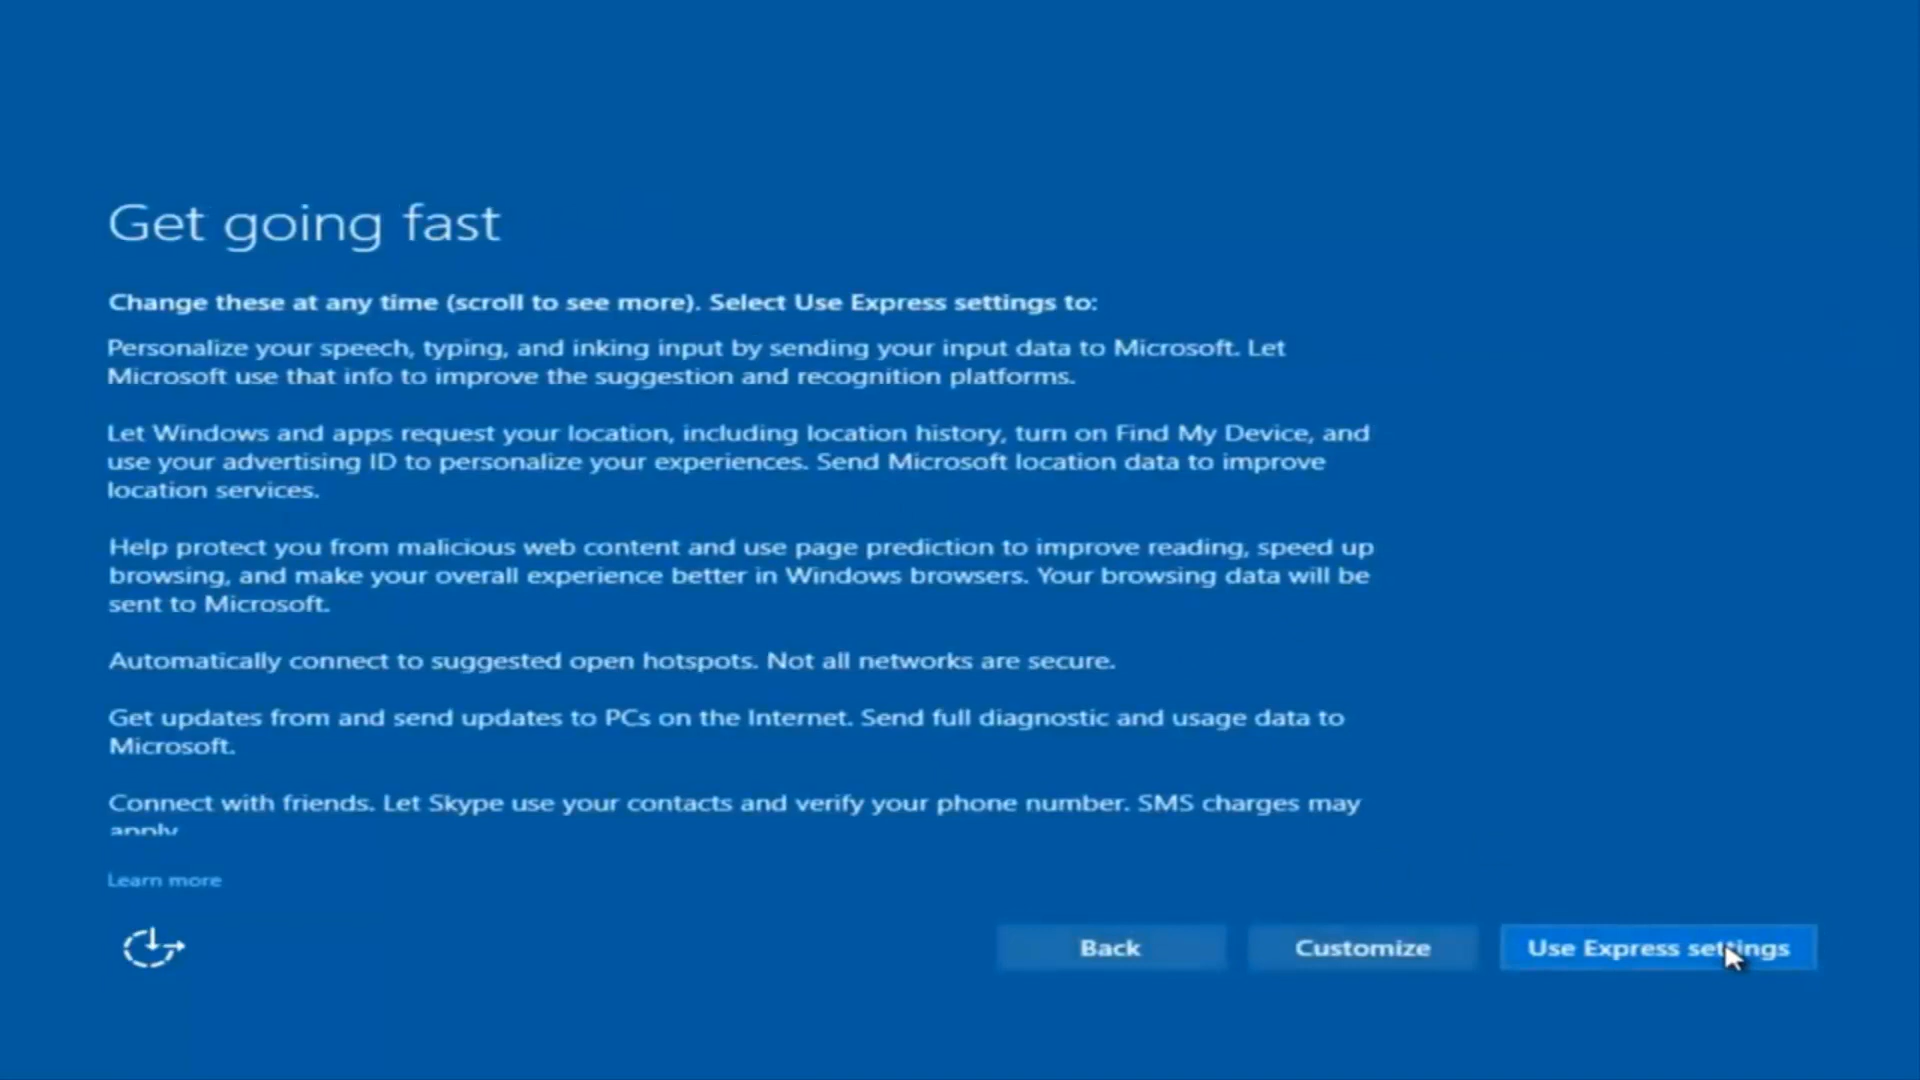 Get going fast
Change these at any time (scroll to see more). Select Use Express settings to:
Personalize your speech, typing, and inking input by sending your input data to Microsoft. Let
Microsoft use that info to improve the suggestion and recognition platforms.
Let Windows and apps request your location, including location history, turn on Find My Device, and
use your advertising ID to personalize your experiences. Send Microsoft location data to improve
location services.
Help protect you from malicious web content and use page prediction to improve reading, speed up
browsing, and make your overall experience better in Windows browsers. Your browsing data will be
sent to Microsoft.
Automatically connect to suggested open hotspots. Not all networks are secure.
Get updates from and send updates to PCs on the Internet. Send full diagnostic and usage data to
Microsoft.
Connect with friends. Let Skype use your contacts and verify your phone number. SMS charges may
apply
Learn more
Back
Customize
Use Express settings